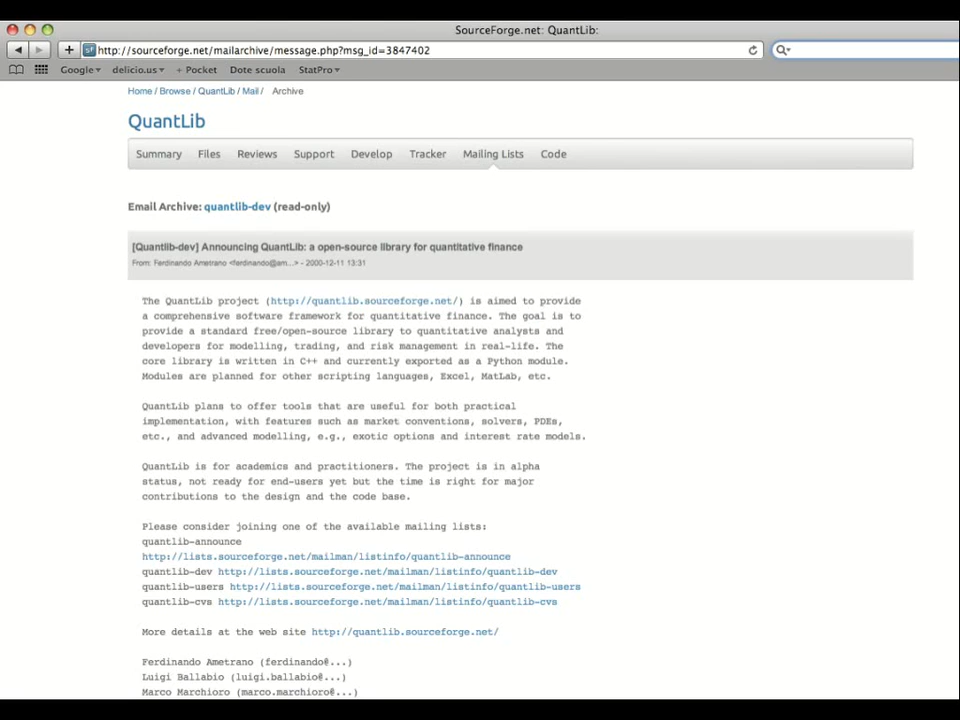 SourceForge.net: QuantLib:
http://sourceforge.net/mailarchive/message.php?msg_id=3847402
Google delicio.us + Pocket Dote scuola StatPro
Home / Browse / QuantLib / Mail / Archive
QuantLib
Summary Files Reviews Support Develop Tracker Mailing Lists Code
Email Archive: quantlib-dev (read-only)
[Quantlib-dev] Announcing QuantLib: a open-source library for quantitative finance
From: Ferdinando Ametrano <ferdinando@am...> - 2000-12-11 13:31
The QuantLib project (http://quantlib.sourceforge.net/) is aimed to provide
a comprehensive software framework for quantitative finance. The goal is to
provide a standard free/open-source library to quantitative analysts and
developers for modelling, trading, and risk management in real-life. The
core library is written in C++ and currently exported as a Python module.
Modules are planned for other scripting languages, Excel, MatLab, etc.
QuantLib plans to offer tools that are useful for both practical
implementation, with features such as market conventions, solvers, PDEs,
etc., and advanced modelling, e.g., exotic options and interest rate models.
QuantLib is for academics and practitioners. The project is in alpha
status, not ready for end-users yet but the time is right for major
contributions to the design and the code base.
Please consider joining one of the available mailing lists:
quantlib-announce
http://lists.sourceforge.net/mailman/listinfo/quantlib-announce
quantlib-dev http://lists.sourceforge.net/mailman/listinfo/quantlib-dev
quantlib-users http://lists.sourceforge.net/mailman/listinfo/quantlib-users
quantlib-cvs http://lists.sourceforge.net/mailman/listinfo/quantlib-cvs
More details at the web site http://quantlib.sourceforge.net/
Ferdinando Ametrano (ferdinando@...)
Luigi Ballabio (luigi.ballabio@...)
Marco Marchioro (marco.marchioro@...)